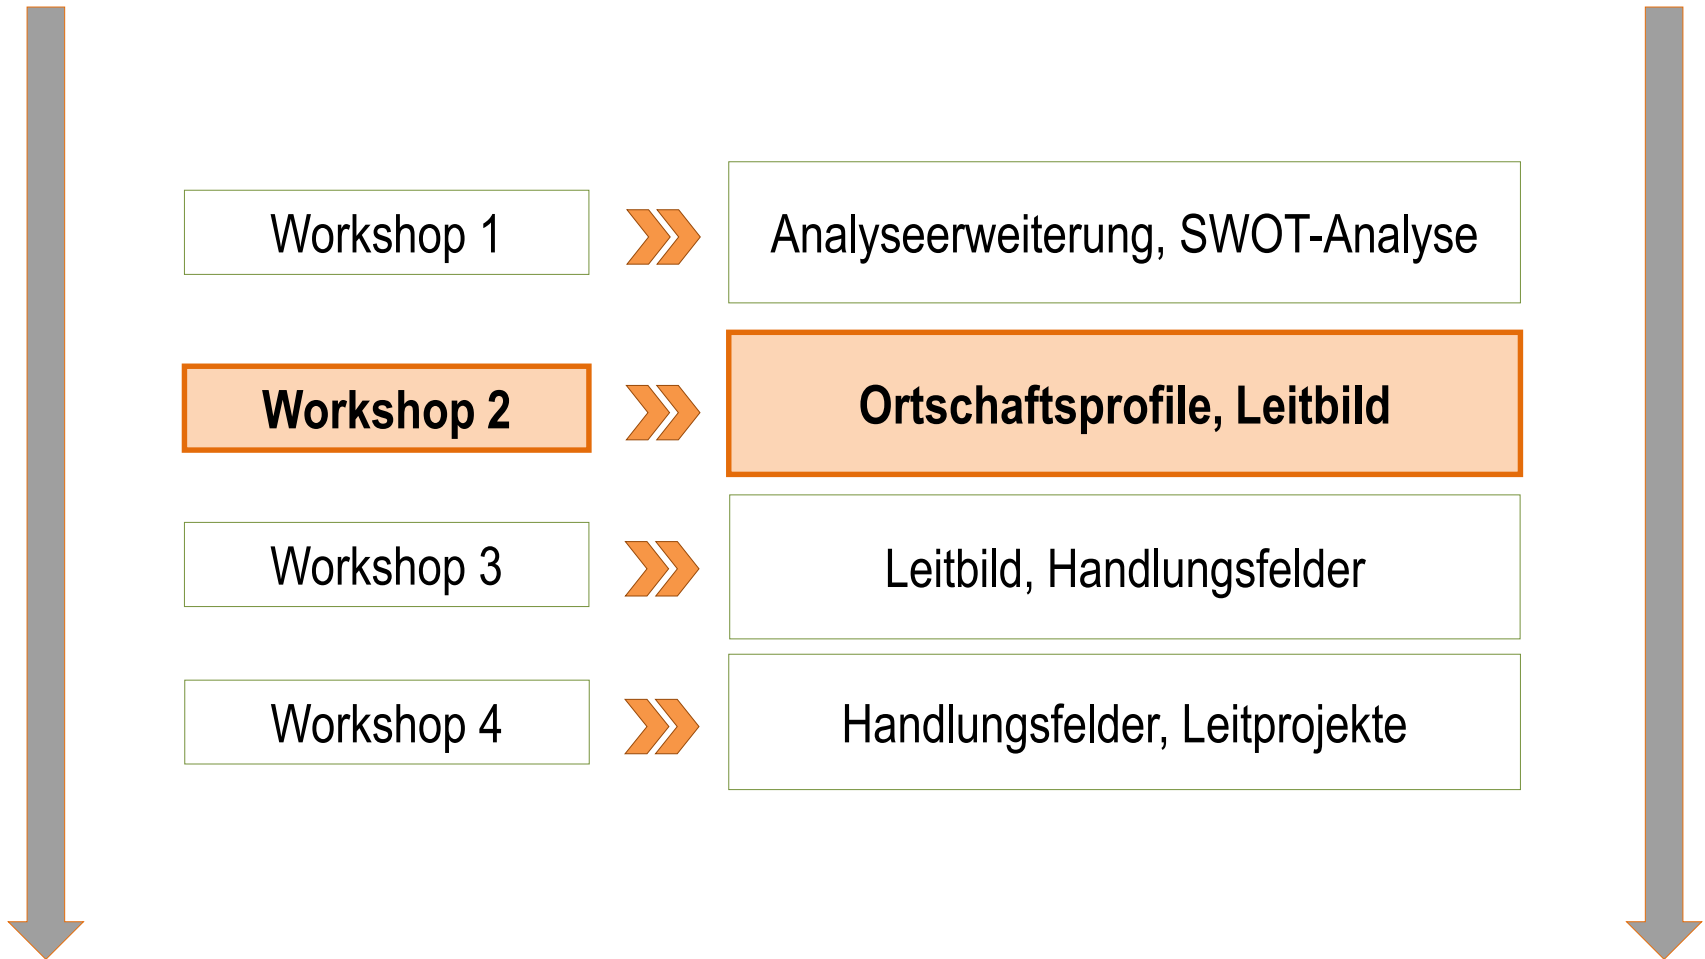 Workshop 1
Analyseerweiterung, SWOT-Analyse
Workshop 2
Ortschaftsprofile, Leitbild
Workshop 3
Leitbild, Handlungsfelder
Workshop 4
Handlungsfelder, Leitprojekte